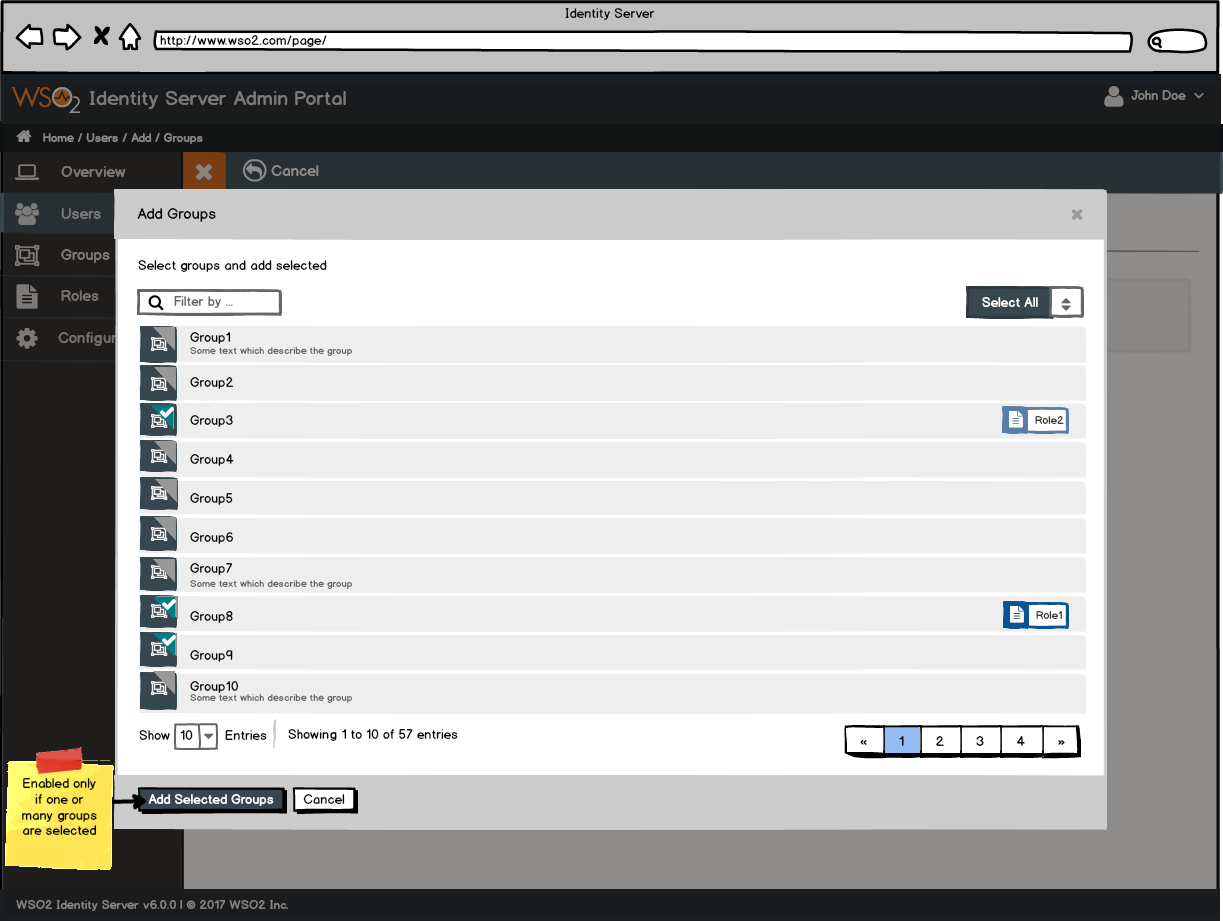 Identity Server
http://www.wso2.com/page/
WSO2 Identity Server Admin Portal
John Doe
Home / Users / Add / Groups
Overview
Cancel
Users
Add Groups
Groups
Select groups and add selected
Roles
Filter by ...
Select All
Configur
Group1
Some text which describe the group
Group2
Group3
Role2
Group4
Group5
Group6
Group7
Some text which describe the group
Group8
Role1
Group9
Group10
Some text which describe the group
Show 10 Entries
Showing 1 to 10 of 57 entries
« 1 2 3 4 »
Enabled only
if one or
many groups
are selected
Add Selected Groups
Cancel
WSO2 Identity Server v6.0.0 | © 2017 WSO2 Inc.